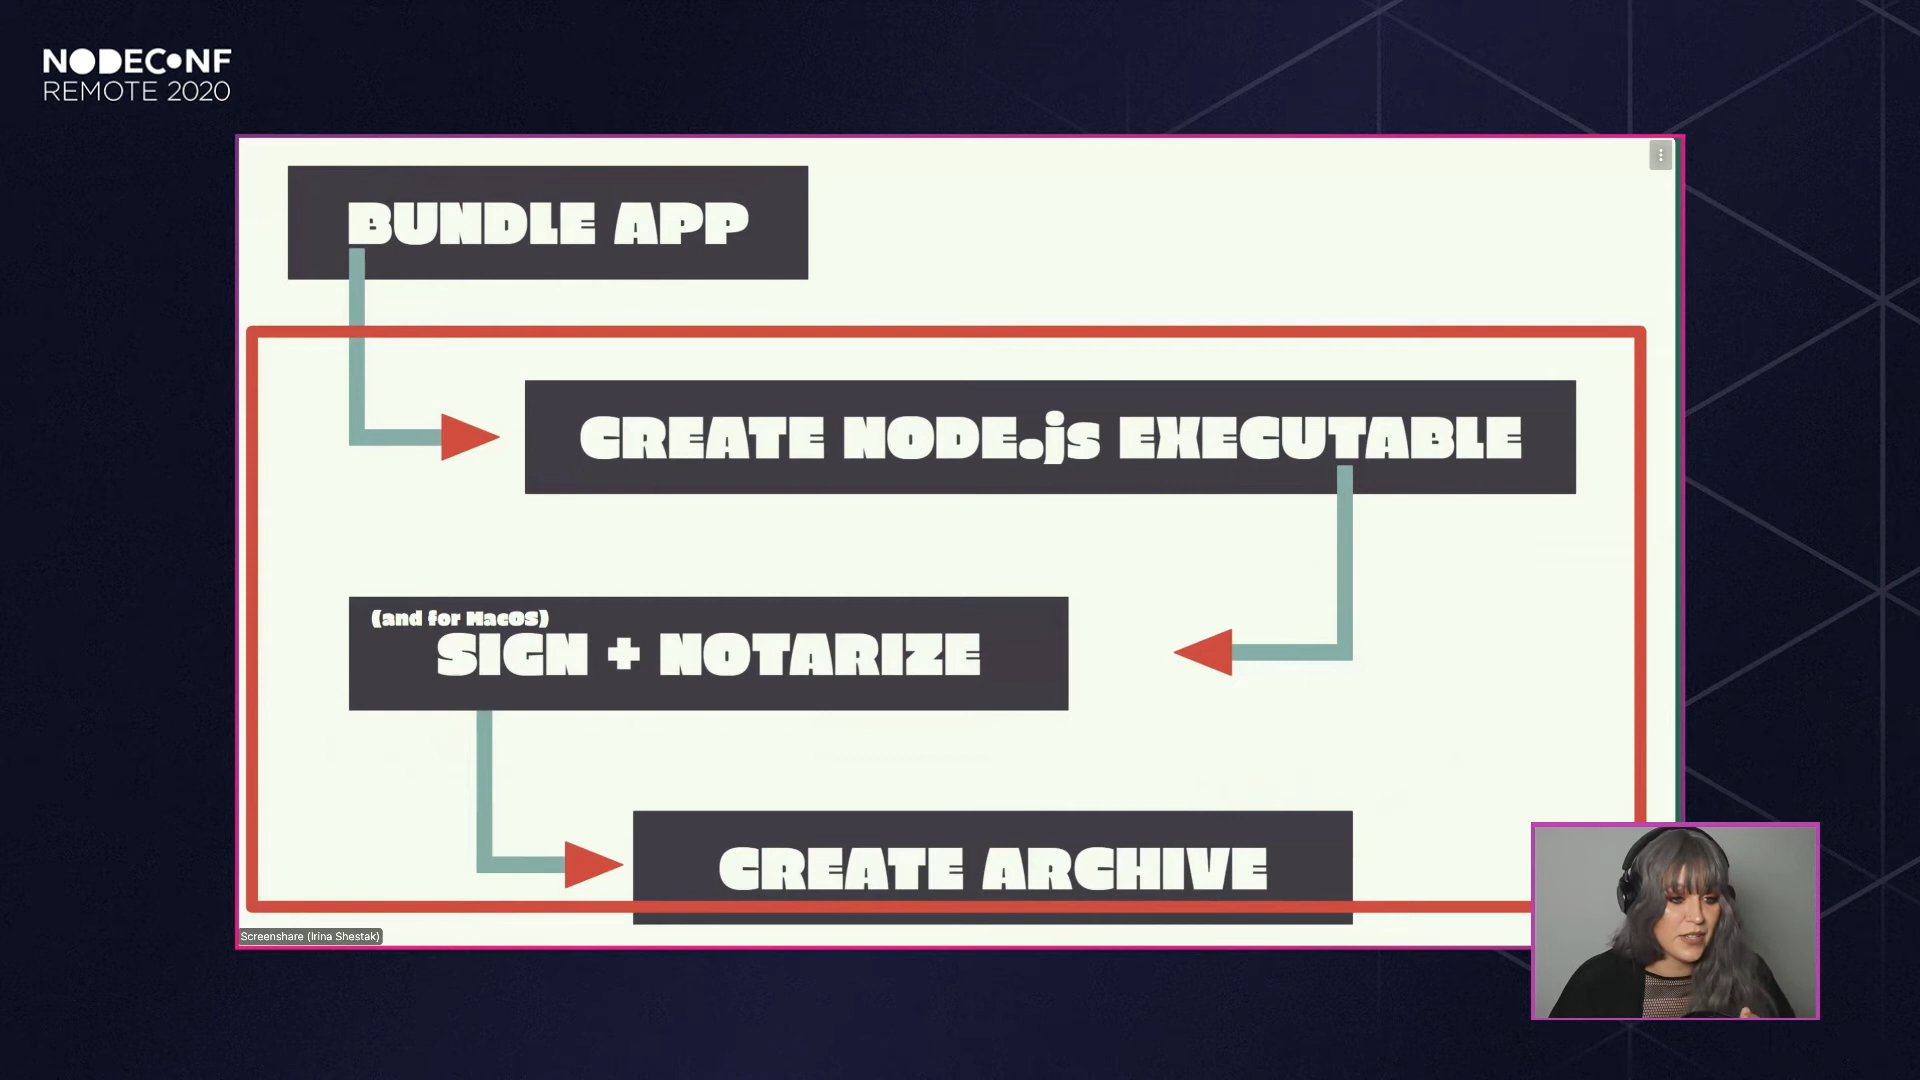 NODECONF
REMOTE 2020
BUNDLE APP
CREATE NODE.js EXECUTABLE
(and for MacOS)
SIGN + NOTARIZE
CREATE ARCHIVE
Screenshare (Irina Shestak)